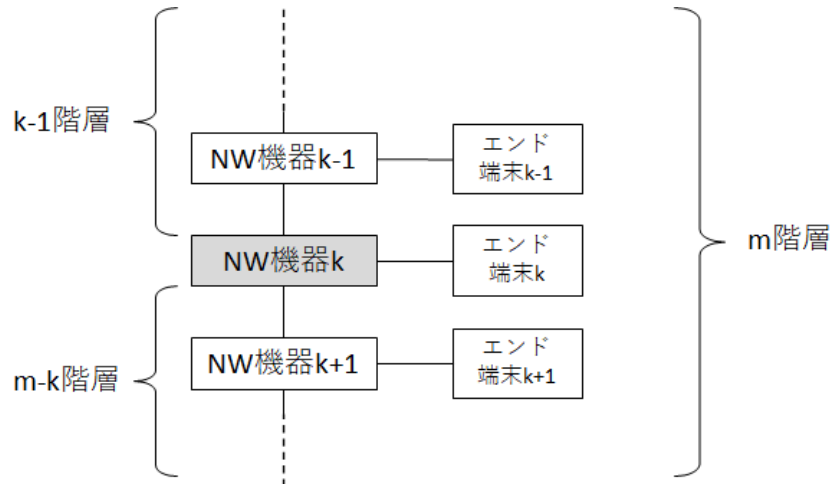 k-1階層
NW機器k-1
エンド
端末k-1
NW機器k
エンド
端末k
m階層
NW機器k+1
エンド
端末k+1
m-k階層